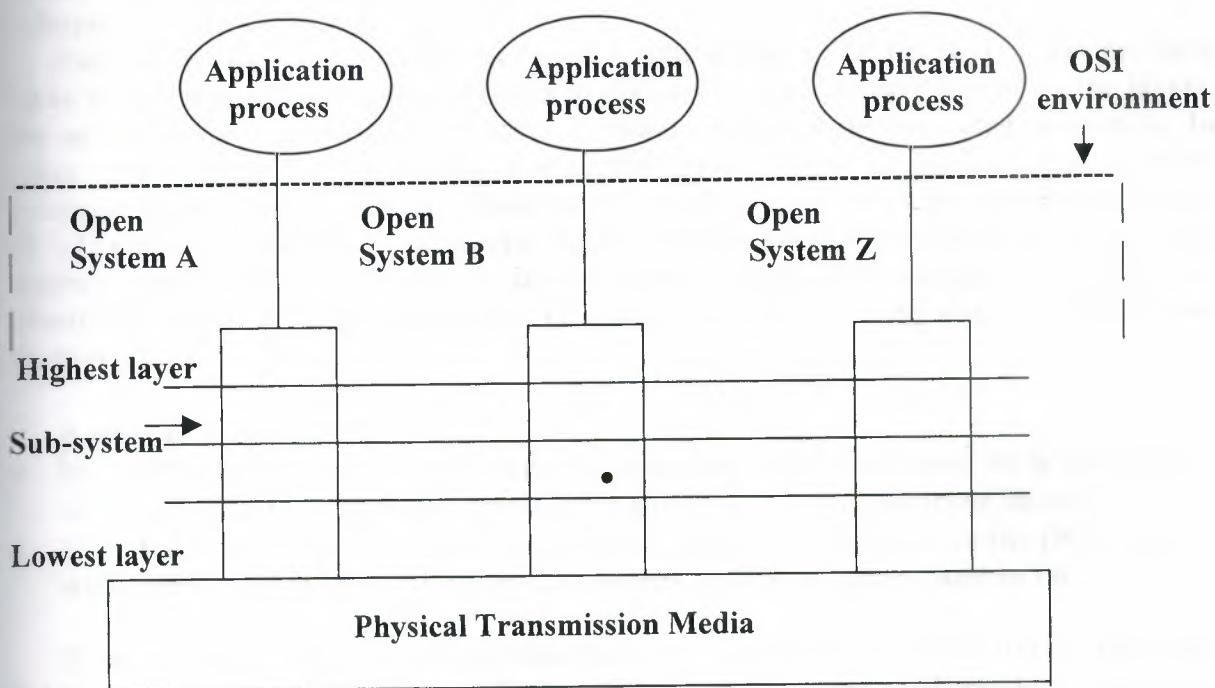 Application
process
Application
process
Application
process
OSI
environment
Open
System A
Open
System B
Open
System Z
Highest layer
Sub-system
Lowest layer
Physical Transmission Media